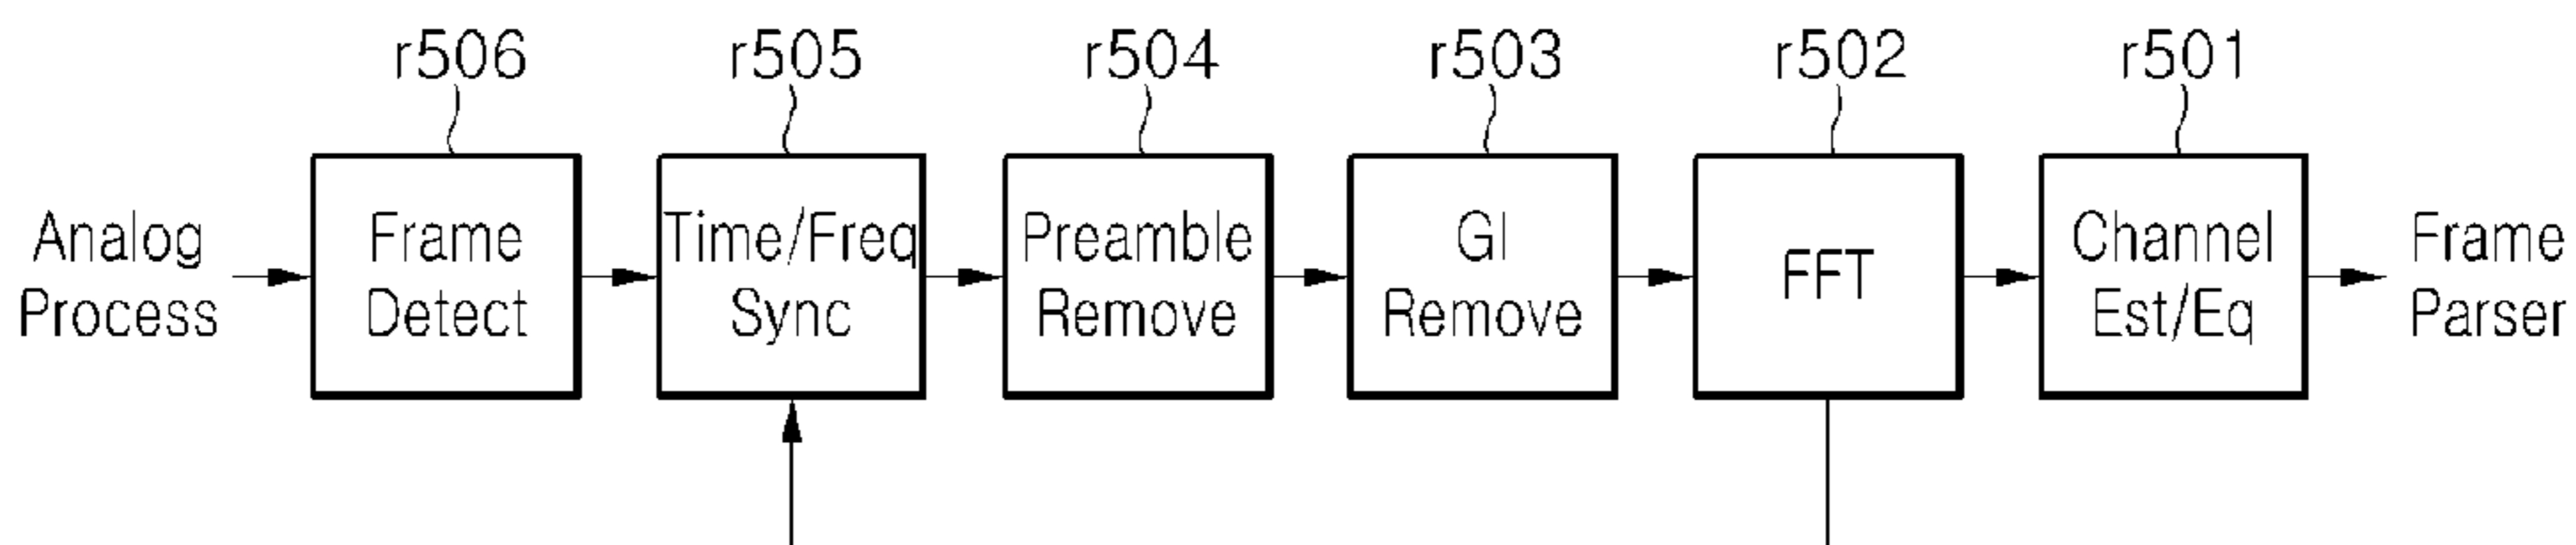 r506
r505
r504
r503
r502
r501
Analog
Process
Frame
Detect
Time/Freq
Sync
Preamble
Remove
GI
Remove
FFT
Channel
Est/Eq
Frame
Parser